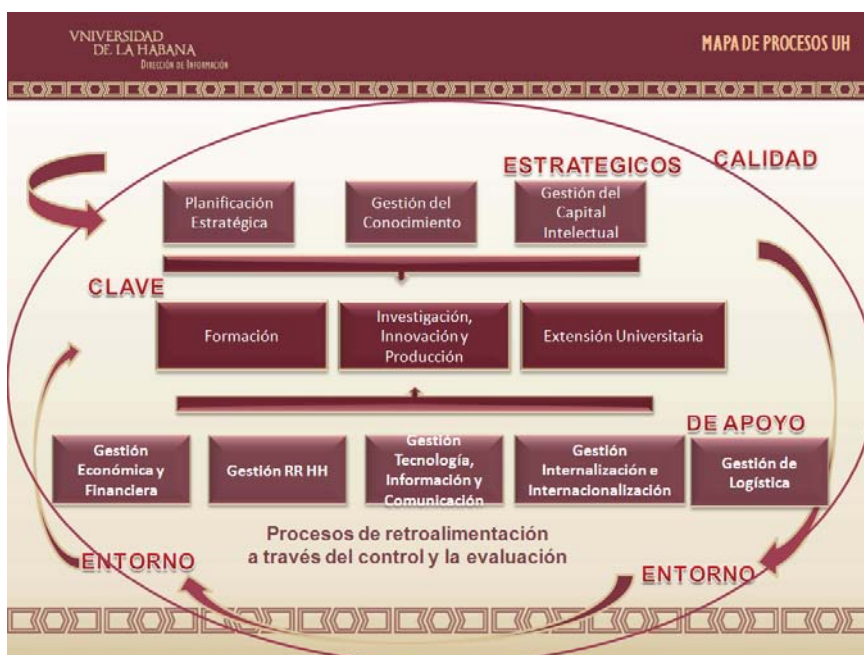 VNIVERSIDAD
DE LA HABANA
DIRECCIÓN DE INFORMACIÓN
MAPA DE PROCESOS UH
ESTRATEGICOS
CALIDAD
Planificación
Estratégica
Gestión del
Conocimiento
Gestión del
Capital
Intelectual
CLAVE
Formación
Investigación,
Innovación y
Producción
Extensión Universitaria
DE APOYO
Gestión
Económica y
Financiera
Gestión RR HH
Gestión
Tecnología,
Información y
Comunicación
Gestión
Internalización e
Internacionalización
Gestión de
Logística
Procesos de retroalimentación
a través del control y la evaluación
ENTORNO
ENTORNO